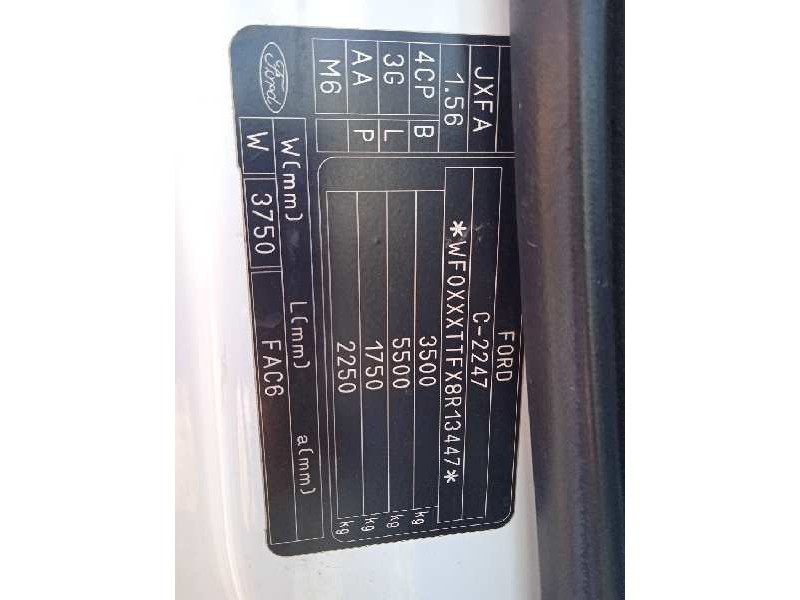 FORD
C-2247
*WF0XXXTTFX8R13447*
3500 kg
5500 kg
1750 kg
2250 kg
JXFA
1.56
4CP B
3G L
AA P
M6
Ford
W(mm) L(mm) a(mm)
W 3750 FAC6